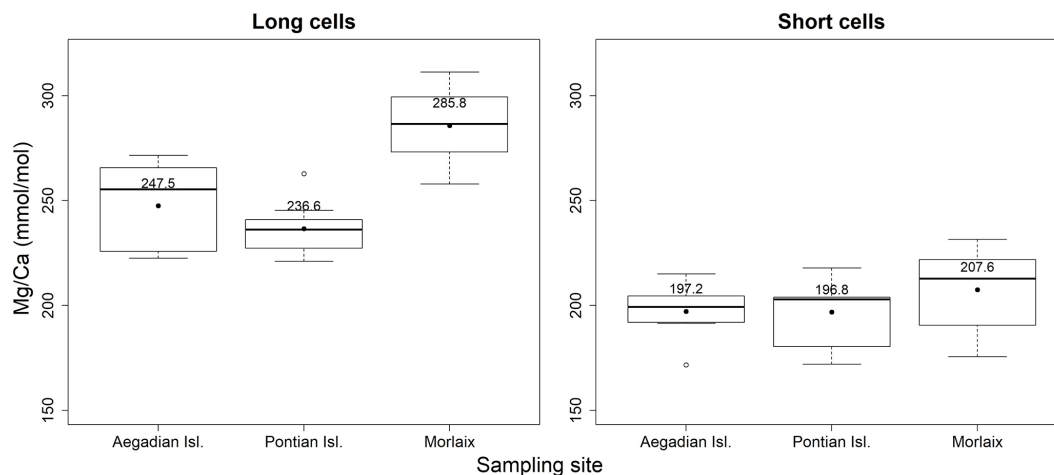 Long cells
Short cells
Mg/Ca (mmol/mol)
300
250
200
150
247.5
236.6
285.8
Aegadian Isl.
Pontian Isl.
Morlaix
300
250
200
150
197.2
196.8
207.6
Aegadian Isl.
Pontian Isl.
Morlaix
Sampling site